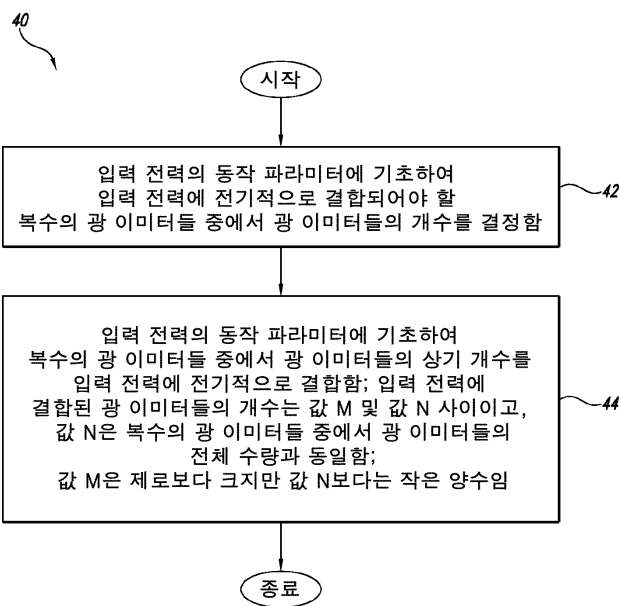 40
시작
입력 전력의 동작 파라미터에 기초하여
입력 전력에 전기적으로 결합되어야 할
복수의 광 이미터들 중에서 광 이미터들의 개수를 결정함
42
입력 전력의 동작 파라미터에 기초하여
복수의 광 이미터들 중에서 광 이미터들의 상기 개수를
입력 전력에 전기적으로 결합함; 입력 전력에
결합된 광 이미터들의 개수는 값 M 및 값 N 사이이고,
값 N은 복수의 광 이미터들 중에서 광 이미터들의
전체 수량과 동일함;
값 M은 제로보다 크지만 값 N보다는 작은 양수임
44
종료